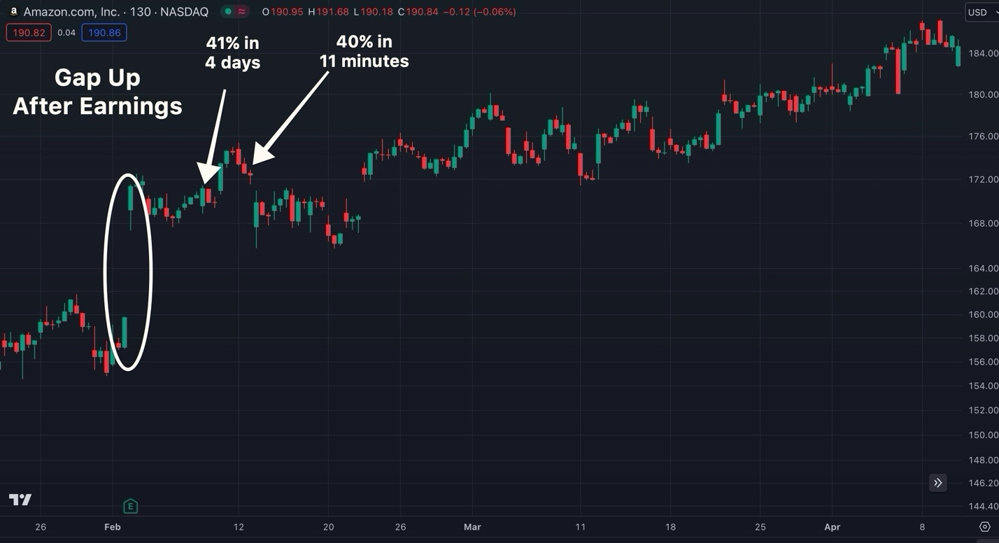 a Amazon.com, Inc. · 130 · NASDAQ ≈ O190.95 H191.68 L190.18 C190.84 −0.12 (−0.06%) USD
190.82 0.04 190.86
41% in
4 days
40% in
11 minutes
Gap Up
After Earnings
184.00
180.00
176.00
172.00
168.00
164.00
162.00
160.00
158.00
156.00
154.00
152.00
150.00
148.00
146.20
144.40
E
26 Feb 12 20 26 Mar 11 18 25 Apr 8